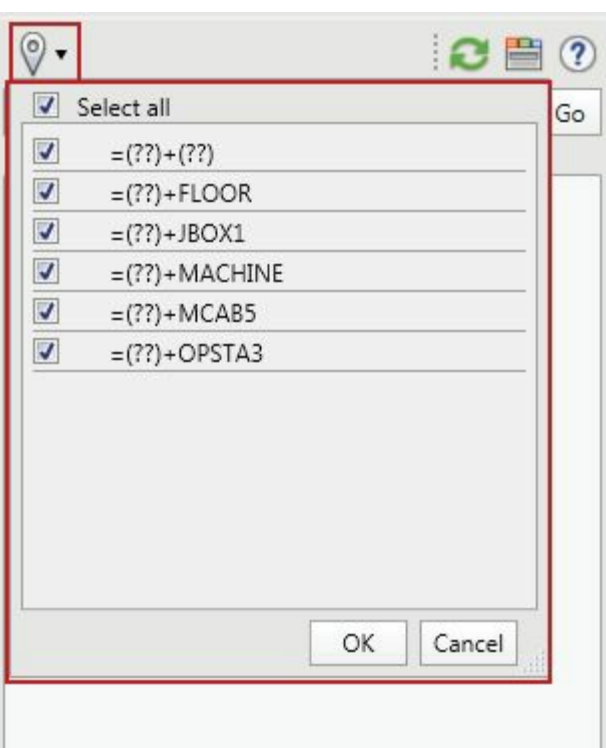 ?
Select all
Go
=(??)+(??)
=(??)+FLOOR
=(??)+JBOX1
=(??)+MACHINE
=(??)+MCAB5
=(??)+OPSTA3
OK
Cancel